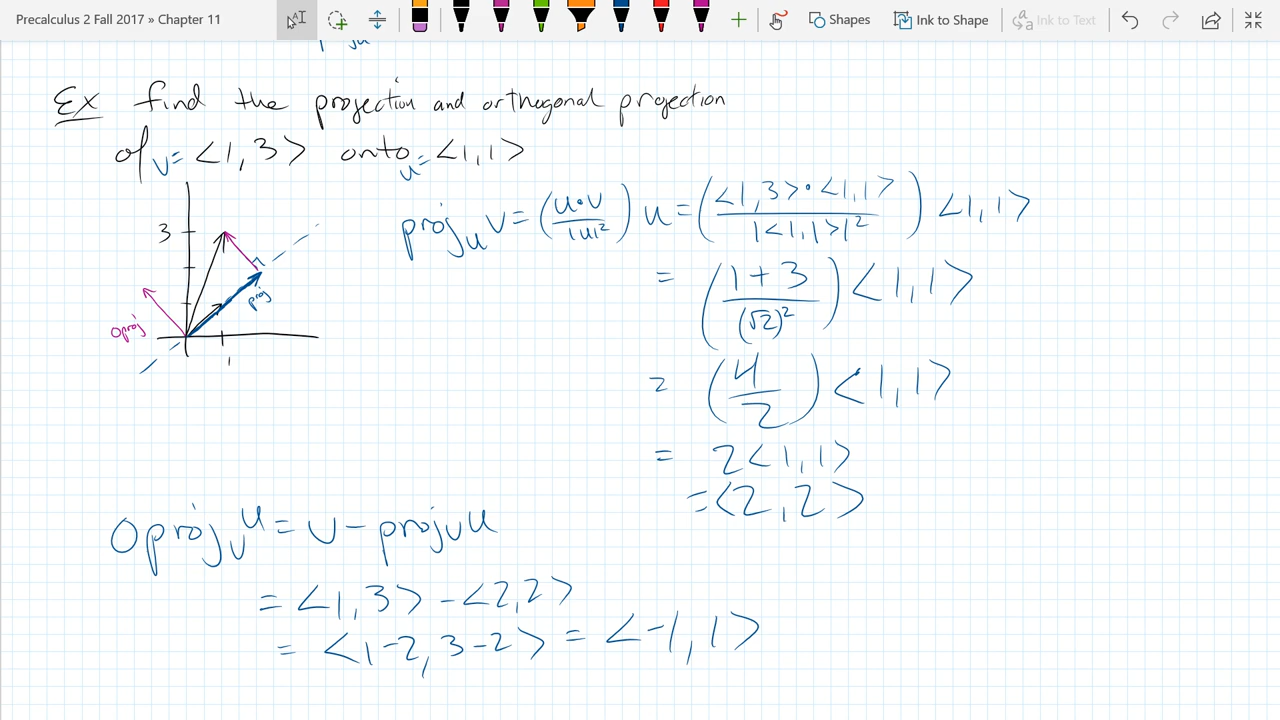 Precalculus 2 Fall 2017 » Chapter 11
Shapes
Ink to Shape
Ink to Text
Ex find the projection and orthogonal projection
of v= <1,3> onto u= <1,1>
proj_u v = (u•v / |u|²) u = (<1,3>•<1,1> / |<1,1>|²) <1,1>
= (1+3 / (√2)²) <1,1>
= (4/2) <1,1>
= 2<1,1>
= <2,2>
3
proj
oproj
1
Oproj_v u = v - proj_v u
= <1,3> - <2,2>
= <1-2, 3-2> = <-1,1>